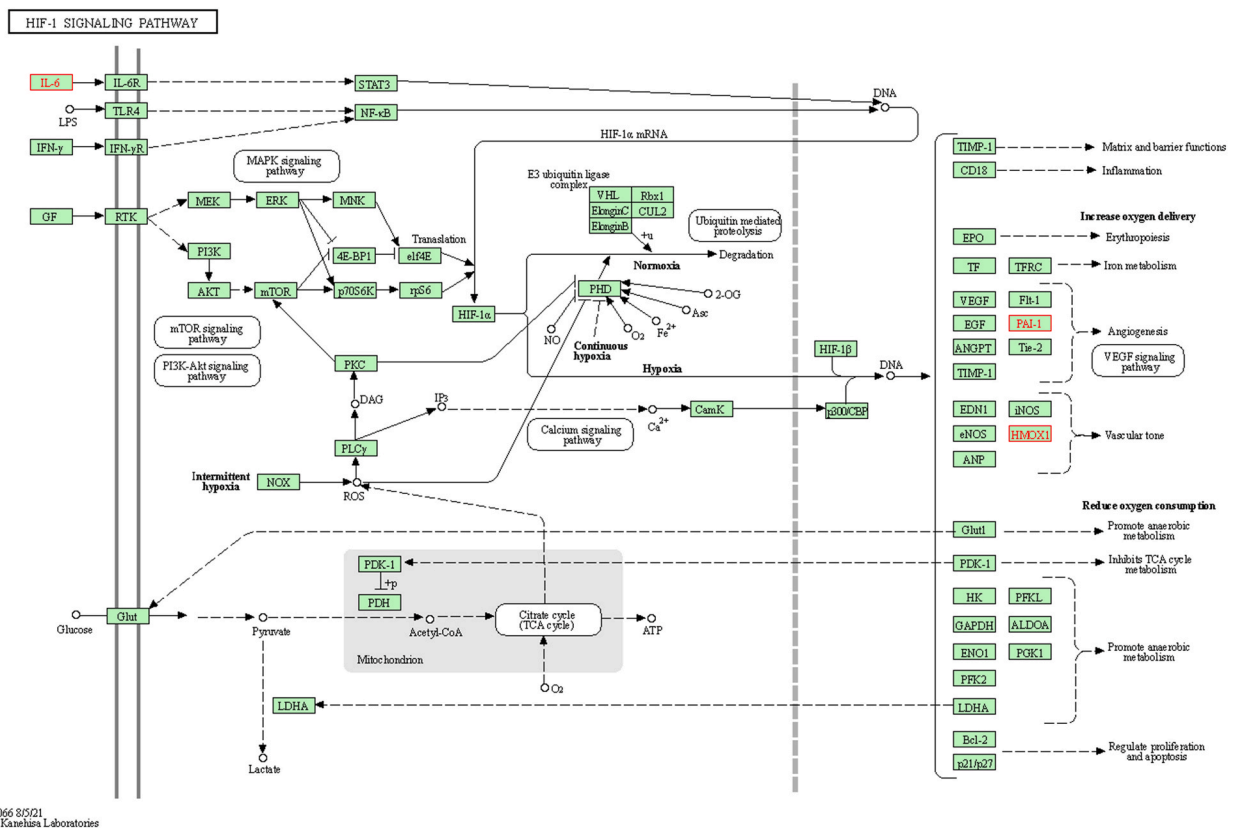 HIF-1 SIGNALING PATHWAY
IL-6
IL-6R
STAT3
DNA
LPS
TLR4
NF-κB
HIF-1α mRNA
IFN-γ
IFN-γR
MAPK signaling
pathway
E3 ubiquitin ligase
complex
VHL
Rbx1
ElonginC
CUL2
ElonginB
+u
Ubiquitin mediated
proteolysis
GF
RTK
MEK
ERK
MNK
PI3K
4E-BP1
elf4E
Tranaslation
AKT
mTOR
p70S6K
rpS6
HIF-1α
Normoxia
Degradation
PHD
2-OG
Asc
Fe2+
O2
NO
Continuous
hypoxia
Hypoxia
mTOR signaling
pathway
PI3K-Akt signaling
pathway
PKC
DAG
IP3
Calcium signaling
pathway
Ca2+
CamK
HIF-1β
p300/CBP
DNA
PLCγ
Intermittent
hypoxia
NOX
ROS
TIMP-1
Matrix and barrier functions
CD18
Inflammation
Increase oxygen delivery
EPO
Erythropoiesis
TF
TFRC
Iron metabolism
VEGF
Flt-1
EGF
PAI-1
Angiogenesis
ANGPT
Tie-2
VEGF signaling
pathway
TIMP-1
EDN1
iNOS
eNOS
HMOX1
Vascular tone
ANP
Reduce oxygen consumption
Glut1
Promote anaerobic
metabolism
PDK-1
Inhibits TCA cycle
metabolism
HK
PFKL
GAPDH
ALDOA
ENO1
PGK1
Promote anaerobic
metabolism
PFK2
LDHA
Bcl-2
p21/p27
Regulate proliferation
and apoptosis
PDK-1
+p
PDH
Glucose
Glut
Pyruvate
Acetyl-CoA
Citrate cycle
(TCA cycle)
ATP
Mitochondrion
O2
LDHA
Lactate
066 8/5/21
Kanehisa Laboratories